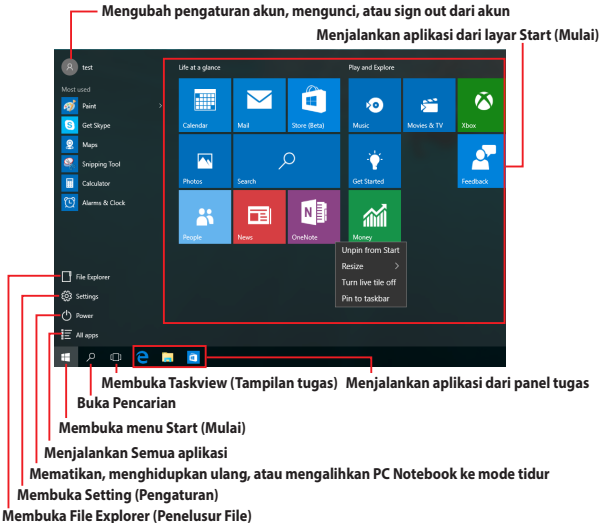 Mengubah pengaturan akun, mengunci, atau sign out dari akun
Menjalankan aplikasi dari layar Start (Mulai)
test
Most used
Paint
Get Skype
Maps
Snipping Tool
Calculator
Alarms & Clock
File Explorer
Settings
Power
All apps
Life at a glance
Play and Explore
Calendar
Mail
Store (Beta)
Music
Movies & TV
Xbox
Photos
Search
Get Started
Feedback
People
News
OneNote
Money
Unpin from Start
Resize
Turn live tile off
Pin to taskbar
Membuka Taskview (Tampilan tugas)
Menjalankan aplikasi dari panel tugas
Buka Pencarian
Membuka menu Start (Mulai)
Menjalankan Semua aplikasi
Mematikan, menghidupkan ulang, atau mengalihkan PC Notebook ke mode tidur
Membuka Setting (Pengaturan)
Membuka File Explorer (Penelusur File)